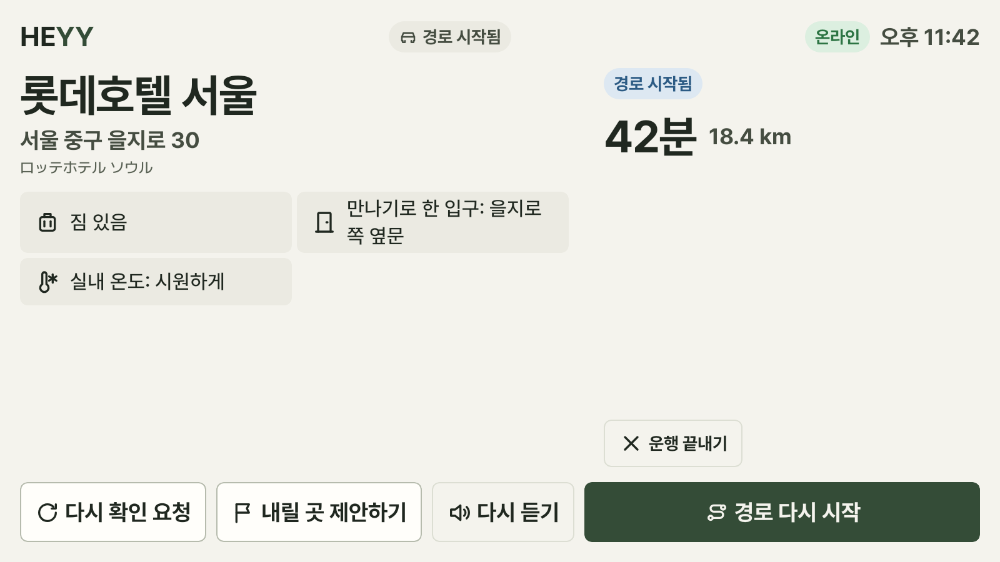 HEYY
경로 시작됨
온라인
오후 11:42
롯데호텔 서울
서울 중구 을지로 30
ロッテホテル ソウル
경로 시작됨
42분 18.4 km
짐 있음
만나기로 한 입구: 을지로
쪽 옆문
실내 온도: 시원하게
운행 끝내기
다시 확인 요청
내릴 곳 제안하기
다시 듣기
경로 다시 시작